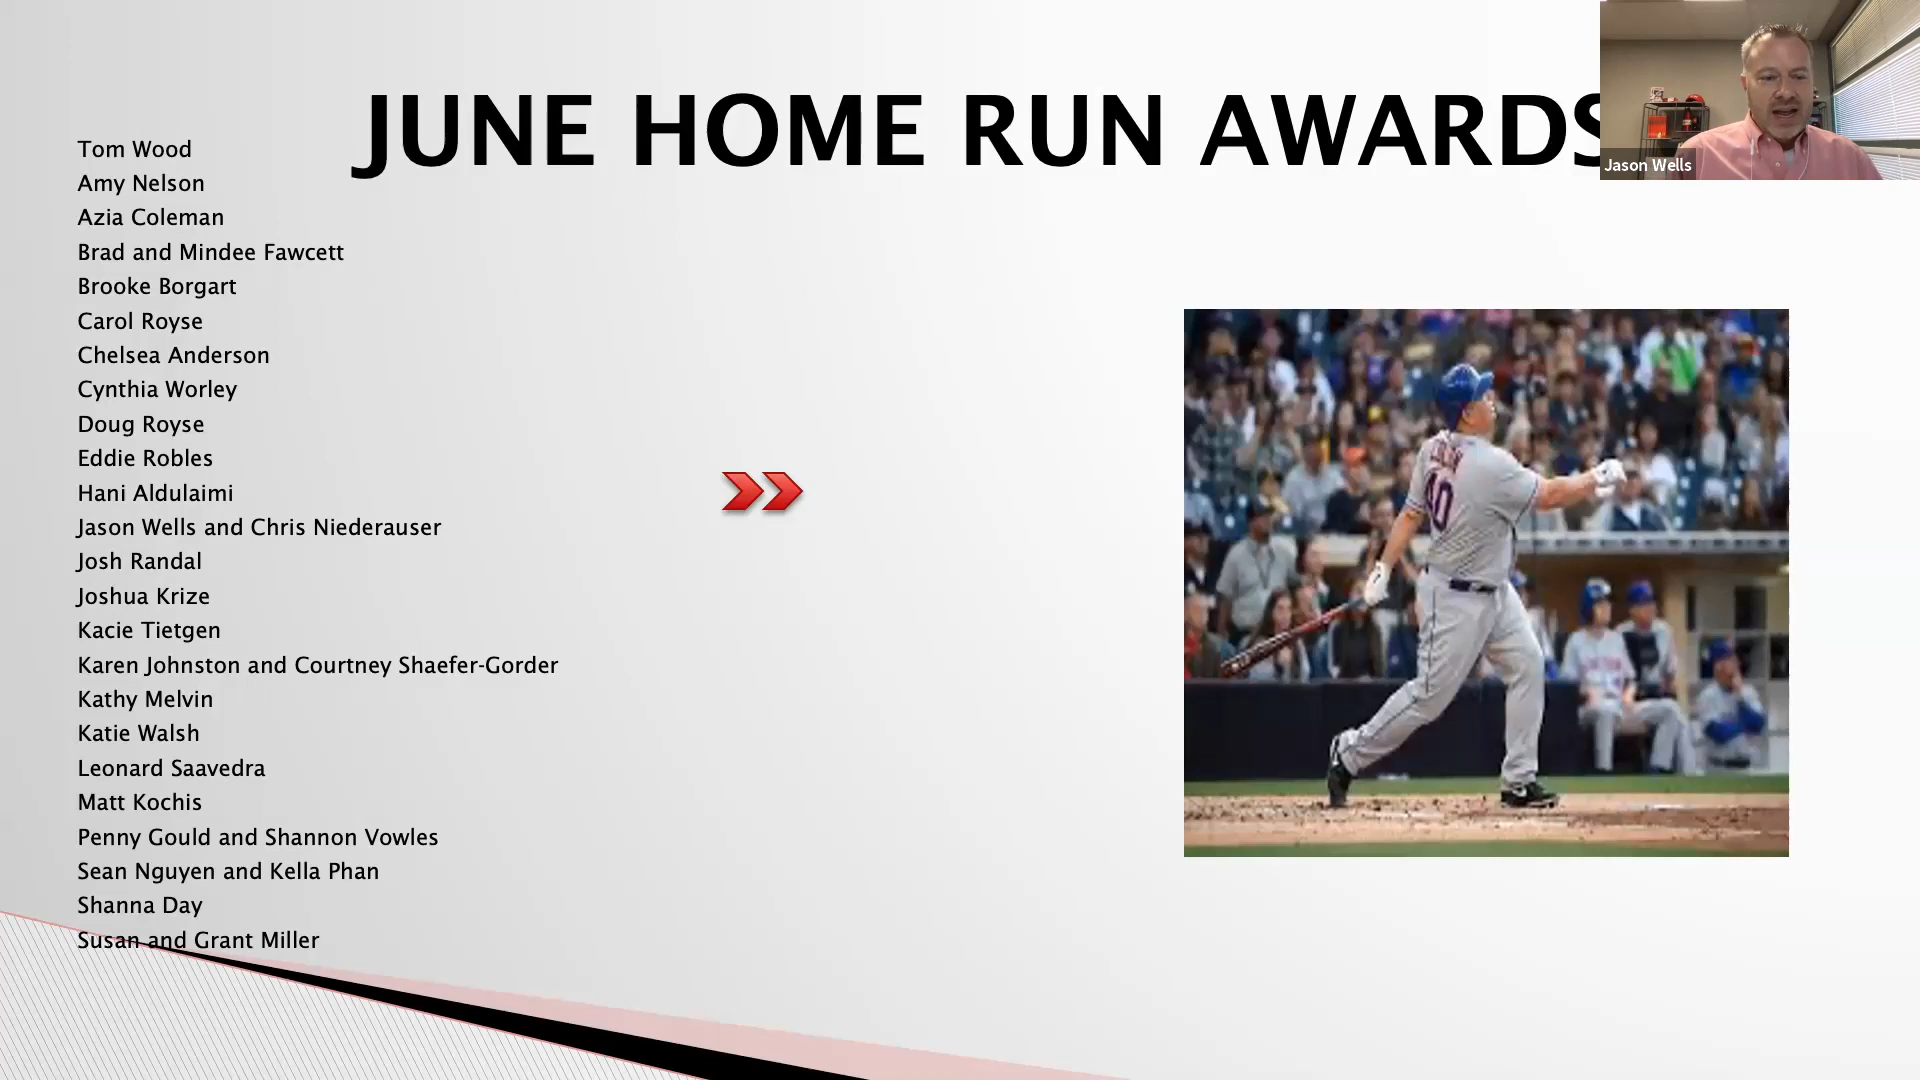 JUNE HOME RUN AWARDS
Jason Wells
Tom Wood
Amy Nelson
Azia Coleman
Brad and Mindee Fawcett
Brooke Borgart
Carol Royse
Chelsea Anderson
Cynthia Worley
Doug Royse
Eddie Robles
Hani Aldulaimi
Jason Wells and Chris Niederauser
Josh Randal
Joshua Krize
Kacie Tietgen
Karen Johnston and Courtney Shaefer-Gorder
Kathy Melvin
Katie Walsh
Leonard Saavedra
Matt Kochis
Penny Gould and Shannon Vowles
Sean Nguyen and Kella Phan
Shanna Day
Susan and Grant Miller
40